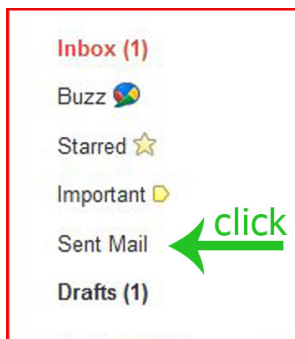 Inbox (1)
Buzz
Starred
Important
Sent Mail
click
Drafts (1)